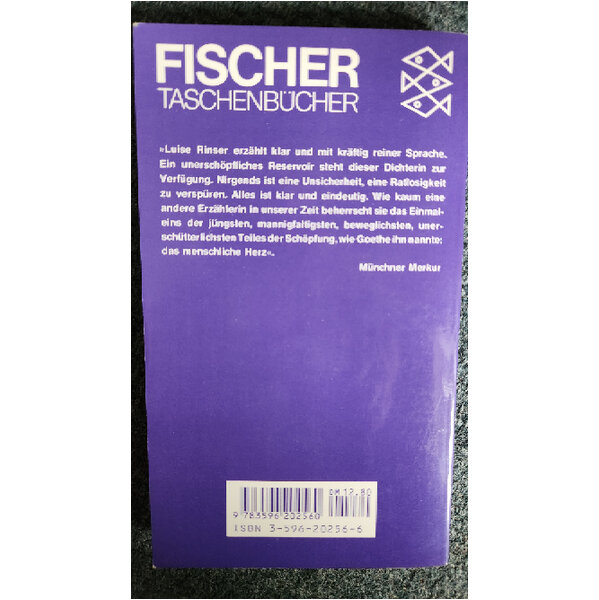 FISCHER
TASCHENBÜCHER
»Luise Rinser erzählt klar und mit kräftig reiner Sprache.
Ein unerschöpfliches Reservoir steht dieser Dichterin zur
Verfügung. Nirgends ist eine Unsicherheit, eine Ratlosigkeit
zu verspüren. Alles ist klar und eindeutig. Wie kaum eine
andere Erzählerin in unserer Zeit beherrscht sie das Einmal-
eins der jüngsten, mannigfaltigsten, beweglichsten, uner-
schütterlichsten Teiles der Schöpfung, wie Goethe ihn nannte:
das menschliche Herz«.
Münchner Merkur
DM 12.80
9 783596 202560
ISBN 3-596-20256-6